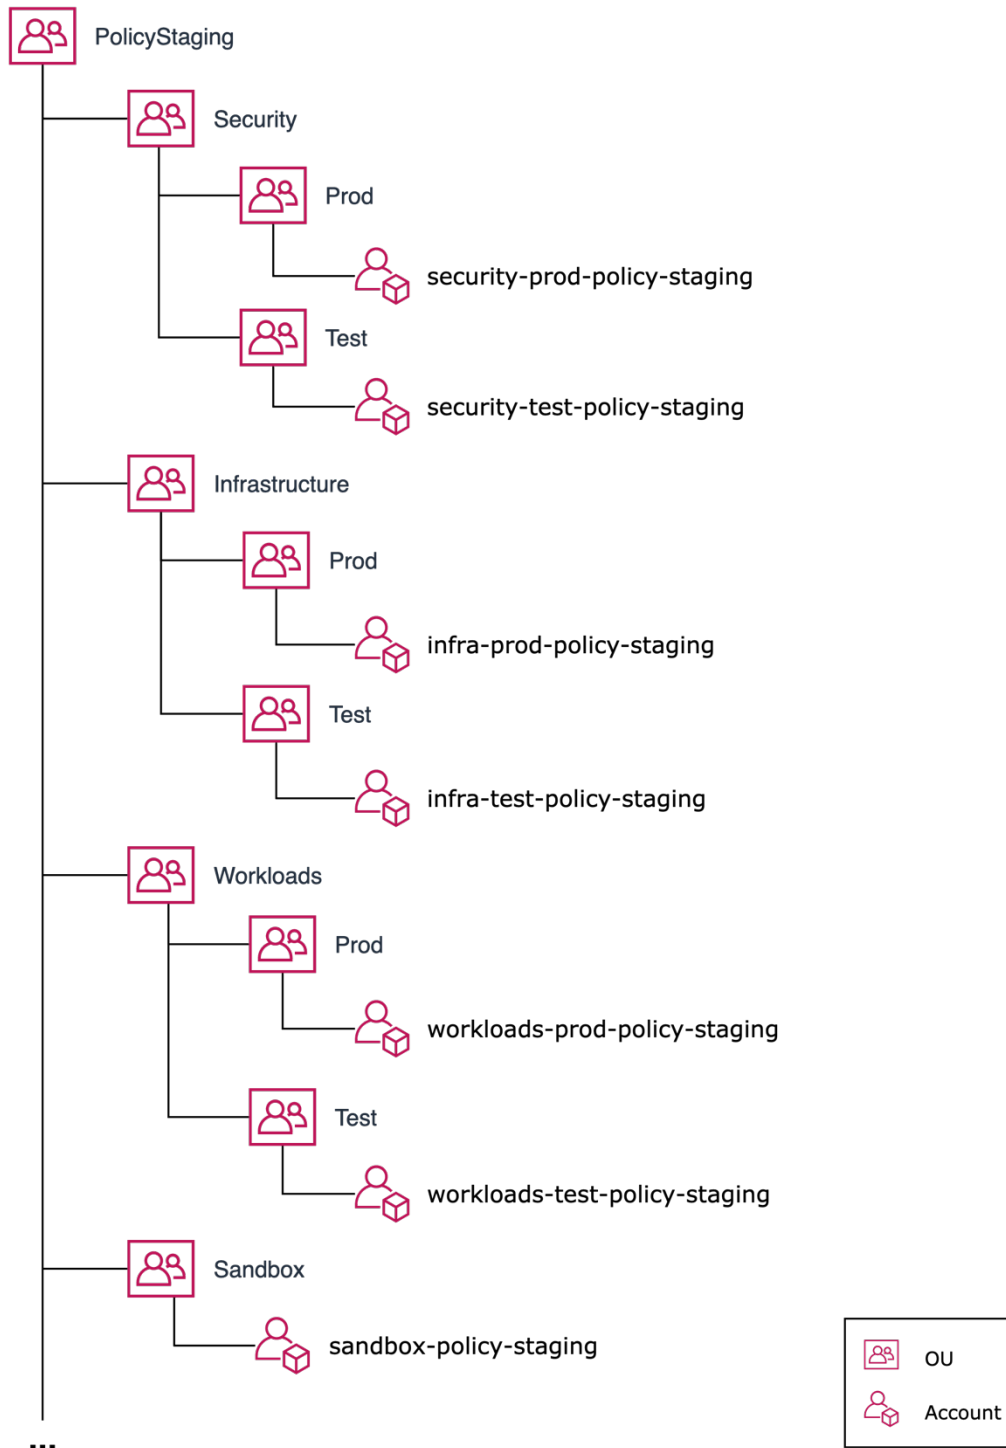 PolicyStaging
Security
Prod
security-prod-policy-staging
Test
security-test-policy-staging
Infrastructure
Prod
infra-prod-policy-staging
Test
infra-test-policy-staging
Workloads
Prod
workloads-prod-policy-staging
Test
workloads-test-policy-staging
Sandbox
sandbox-policy-staging
...
OU
Account